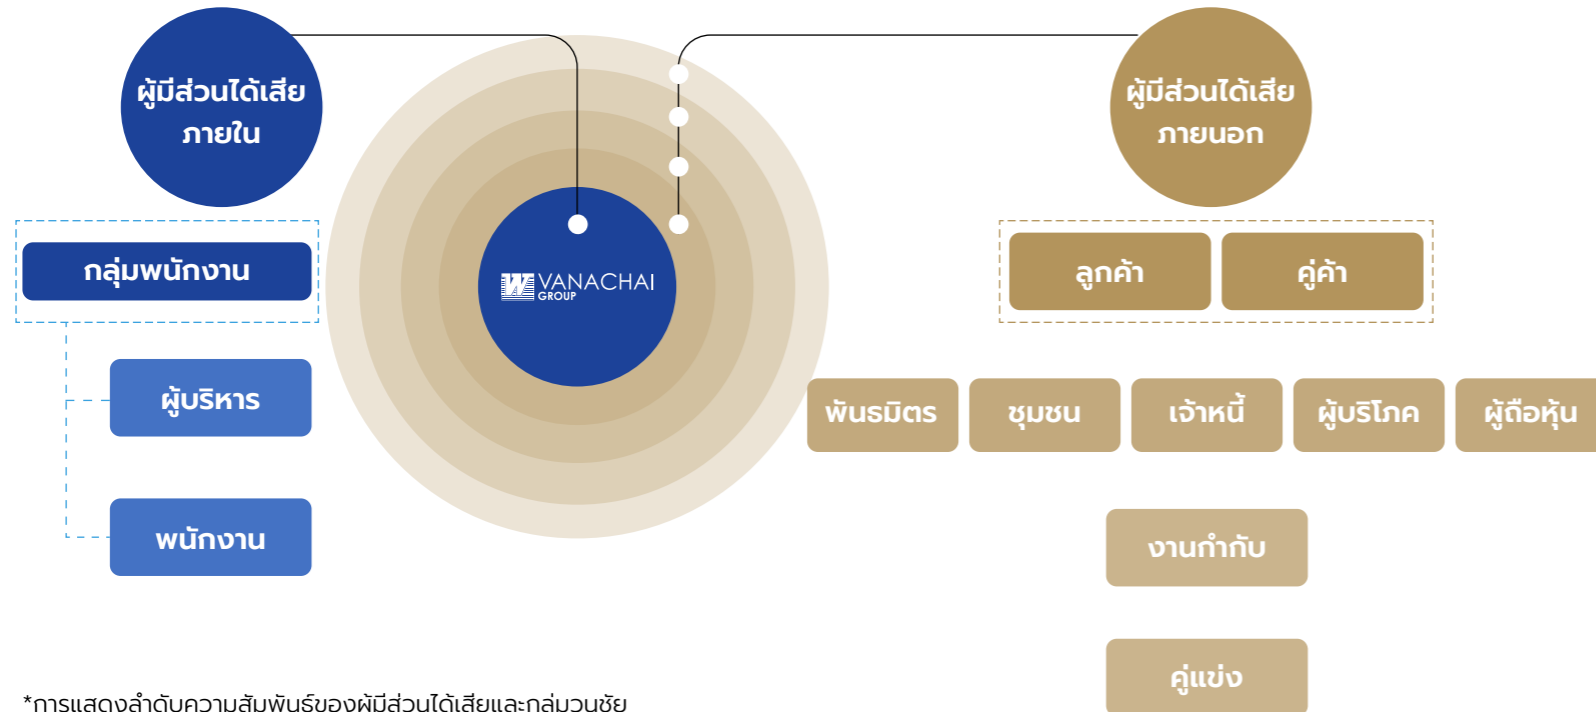 ผู้มีส่วนได้เสีย
ภายใน
ผู้มีส่วนได้เสีย
ภายนอก
กลุ่มพนักงาน
ผู้บริหาร
พนักงาน
VANACHAI
GROUP
ลูกค้า
คู่ค้า
พันธมิตร
ชุมชน
เจ้าหนี้
ผู้บริโภค
ผู้ถือหุ้น
งานกำกับ
คู่แข่ง
*การแสดงลำดับความสัมพันธ์ของผู้มีส่วนได้เสียและกลุ่มวนชัย